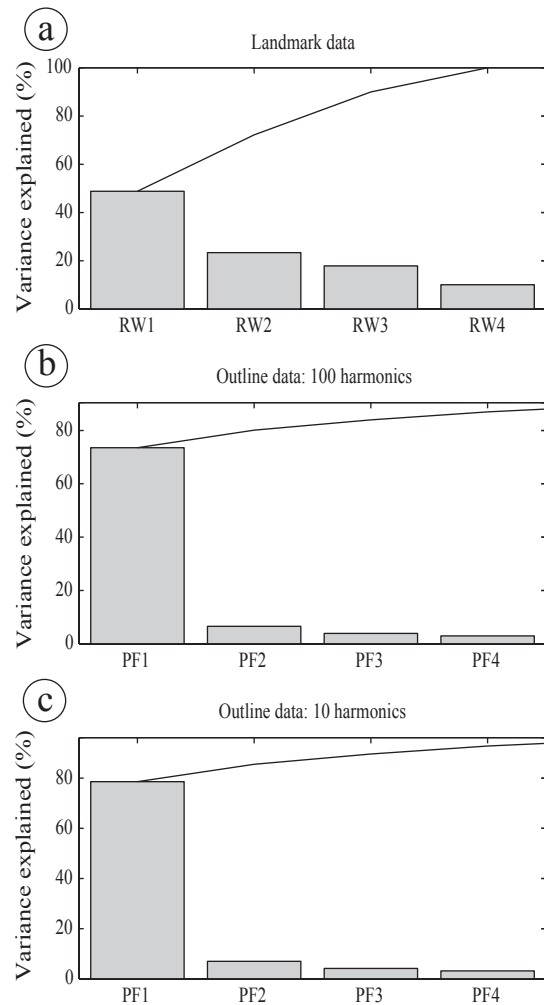 a
Landmark data
Variance explained (%)
100
80
60
40
20
0
RW1 RW2 RW3 RW4
b
Outline data: 100 harmonics
Variance explained (%)
80
60
40
20
0
PF1 PF2 PF3 PF4
c
Outline data: 10 harmonics
Variance explained (%)
80
60
40
20
0
PF1 PF2 PF3 PF4